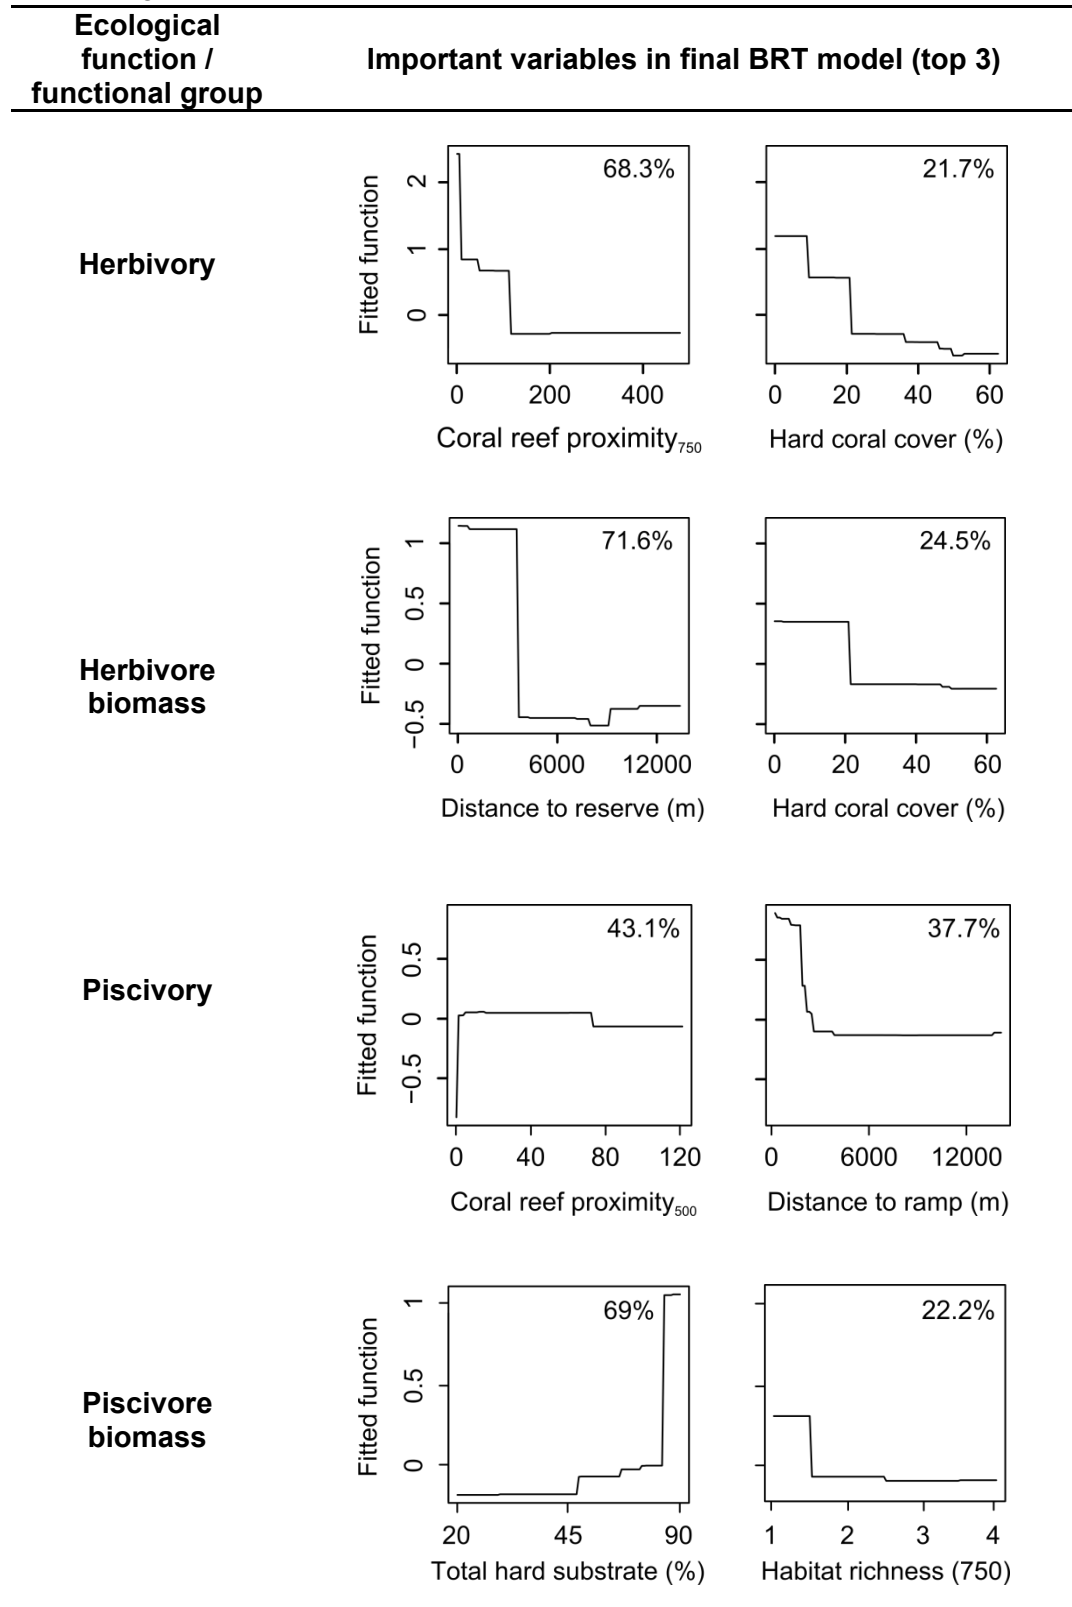 Ecological
function /
functional group
Important variables in final BRT model (top 3)
Herbivory
Fitted function
2
1
0
68.3%
0 200 400
Coral reef proximity750
21.7%
0 20 40 60
Hard coral cover (%)
Herbivore
biomass
Fitted function
1
0.5
0
−0.5
71.6%
0 6000 12000
Distance to reserve (m)
24.5%
0 20 40 60
Hard coral cover (%)
Piscivory
Fitted function
0.5
0
−0.5
43.1%
0 40 80 120
Coral reef proximity500
37.7%
0 6000 12000
Distance to ramp (m)
Piscivore
biomass
Fitted function
1
0.5
0
69%
20 45 90
Total hard substrate (%)
22.2%
1 2 3 4
Habitat richness (750)